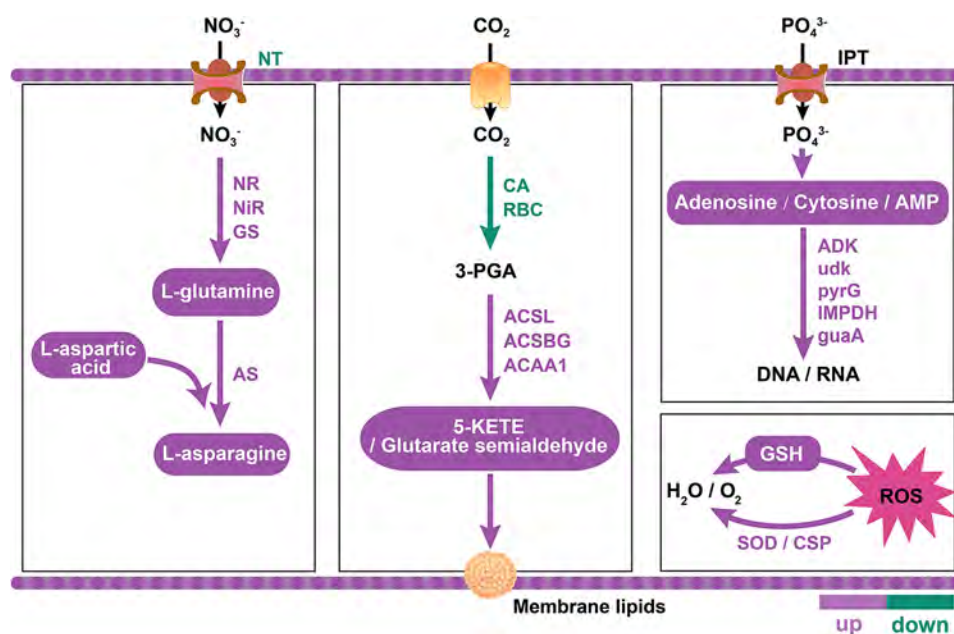 NO₃⁻
NT
NO₃⁻
NR
NiR
GS
L-glutamine
L-aspartic
acid
AS
L-asparagine
CO₂
CO₂
CA
RBC
3-PGA
ACSL
ACSBG
ACAA1
5-KETE
/ Glutarate semialdehyde
Membrane lipids
PO₄³⁻
IPT
PO₄³⁻
Adenosine / Cytosine / AMP
ADK
udk
pyrG
IMPDH
guaA
DNA / RNA
GSH
H₂O / O₂
ROS
SOD / CSP
up down